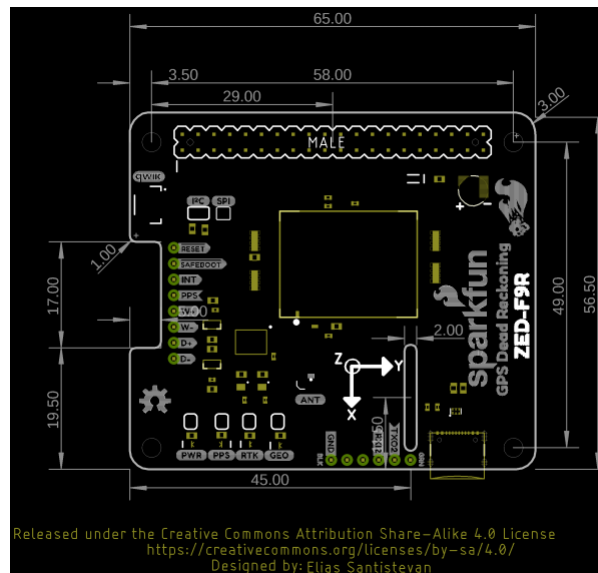 65.00
3.50
58.00
29.00
3.00
MALE
qwiic
I²C
SPI
1.00
17.00
56.50
49.00
RESET
SAFEBOOT
INT
PPS
W+
W-
D+
D+
2.00
sparkfun
GPS Dead Reckoning
ZED-F9R
Z
Y
X
ANT
19.50
GND
BLK
GRN
PWR
PPS
RTK
GEO
45.00
Released under the Creative Commons Attribution Share-Alike 4.0 License
https://creativecommons.org/licenses/by-sa/4.0/
Designed by: Elias Santistevan